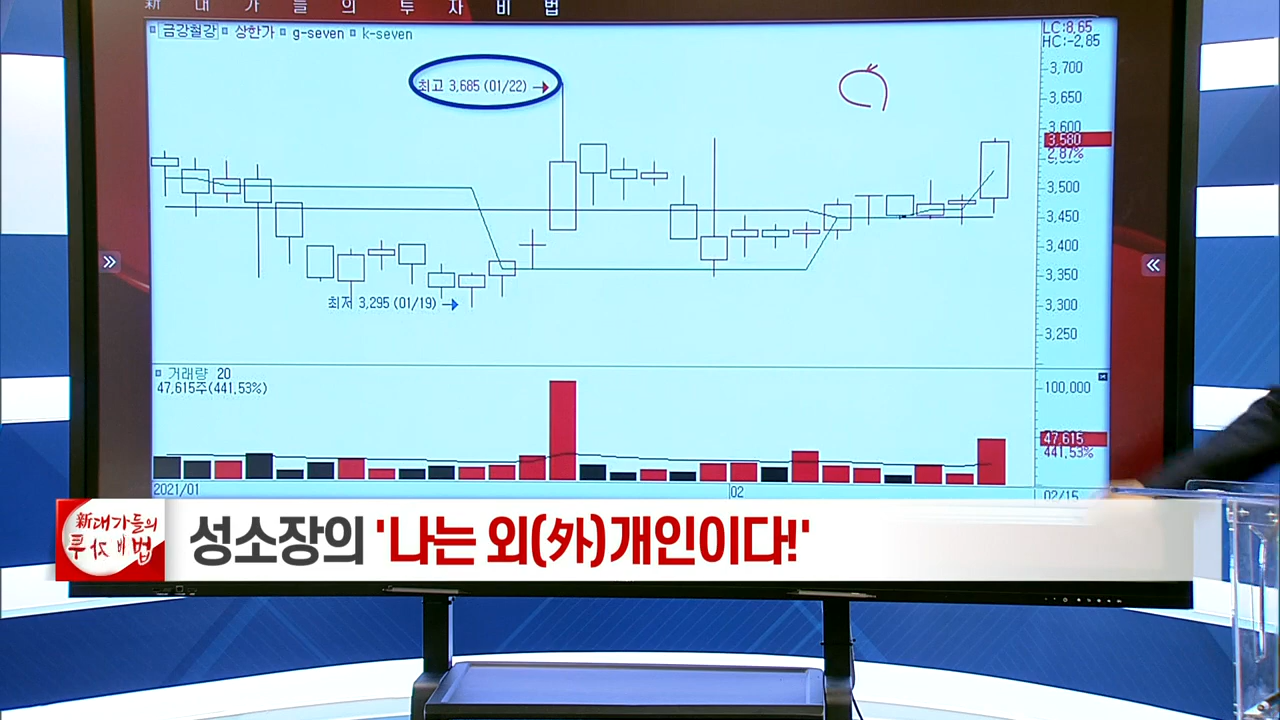 新 대 가 들 의 투 자 비 법
금강철강 상한가 g-seven k-seven
LC:8.65
HC:-2.85
최고 3,685 (01/22)
3,700
3,650
3,600
3,580
2.87%
3,500
3,450
3,400
3,350
3,300
3,250
최저 3,295 (01/19)
거래량 20
47,615주(441.53%)
100,000
47,615
441.53%
2021/01
02
02/15
新대가들의
투자비법
성소장의 '나는 외(外)개인이다!'